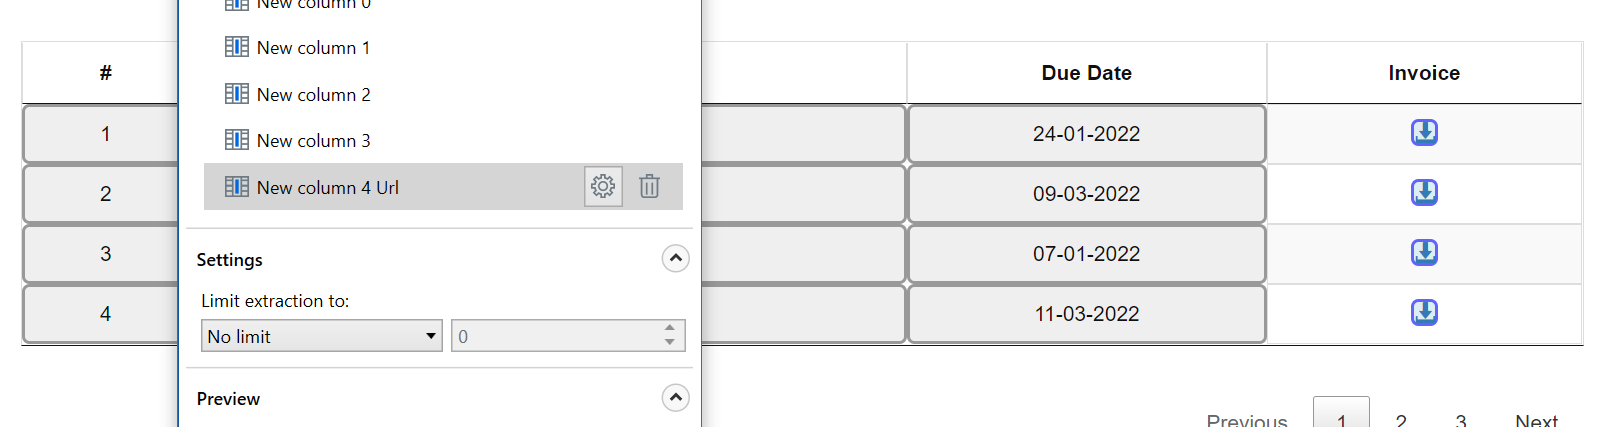 New column 0
New column 1
New column 2
New column 3
New column 4 Url
Settings
Limit extraction to:
No limit 0
Preview
# Due Date Invoice
1 24-01-2022
2 09-03-2022
3 07-01-2022
4 11-03-2022
Previous 1 2 3 Next